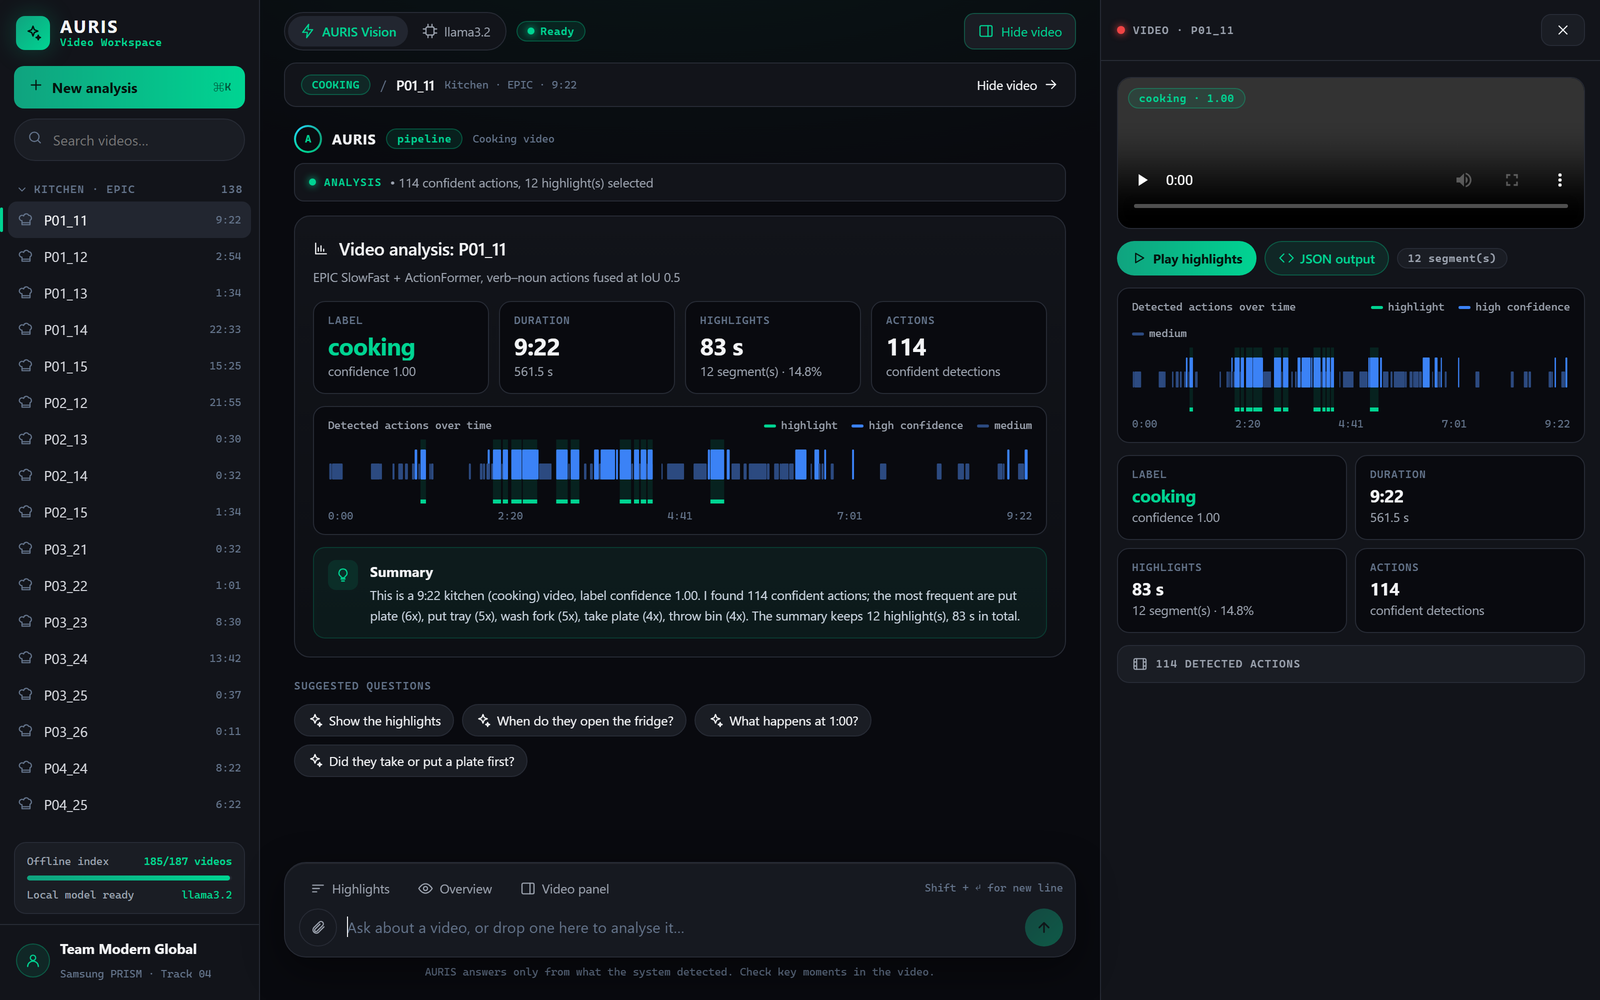 AURIS
Video Workspace
New analysis ⌘K
Search videos...
KITCHEN · EPIC 138
P01_11 9:22
P01_12 2:54
P01_13 1:34
P01_14 22:33
P01_15 15:25
P02_12 21:55
P02_13 0:30
P02_14 0:32
P02_15 1:34
P03_21 0:32
P03_22 1:01
P03_23 8:30
P03_24 13:42
P03_25 0:37
P03_26 0:11
P04_24 8:22
P04_25 6:22
Offline index 185/187 videos
Local model ready llama3.2
Team Modern Global
Samsung PRISM · Track 04
AURIS Vision llama3.2 Ready Hide video
COOKING / P01_11 Kitchen · EPIC · 9:22 Hide video →
A AURIS pipeline Cooking video
ANALYSIS • 114 confident actions, 12 highlight(s) selected
Video analysis: P01_11
EPIC SlowFast + ActionFormer, verb–noun actions fused at IoU 0.5
LABEL
cooking
confidence 1.00
DURATION
9:22
561.5 s
HIGHLIGHTS
83 s
12 segment(s) · 14.8%
ACTIONS
114
confident detections
Detected actions over time highlight high confidence medium
0:00 2:20 4:41 7:01 9:22
Summary
This is a 9:22 kitchen (cooking) video, label confidence 1.00. I found 114 confident actions; the most frequent are put
plate (6x), put tray (5x), wash fork (5x), take plate (4x), throw bin (4x). The summary keeps 12 highlight(s), 83 s in total.
SUGGESTED QUESTIONS
Show the highlights When do they open the fridge? What happens at 1:00?
Did they take or put a plate first?
Highlights Overview Video panel Shift + ⏎ for new line
Ask about a video, or drop one here to analyse it...
AURIS answers only from what the system detected. Check key moments in the video.
VIDEO · P01_11
cooking · 1.00
0:00
Play highlights JSON output 12 segment(s)
Detected actions over time highlight high confidence
medium
0:00 2:20 4:41 7:01 9:22
LABEL
cooking
confidence 1.00
DURATION
9:22
561.5 s
HIGHLIGHTS
83 s
12 segment(s) · 14.8%
ACTIONS
114
confident detections
114 DETECTED ACTIONS